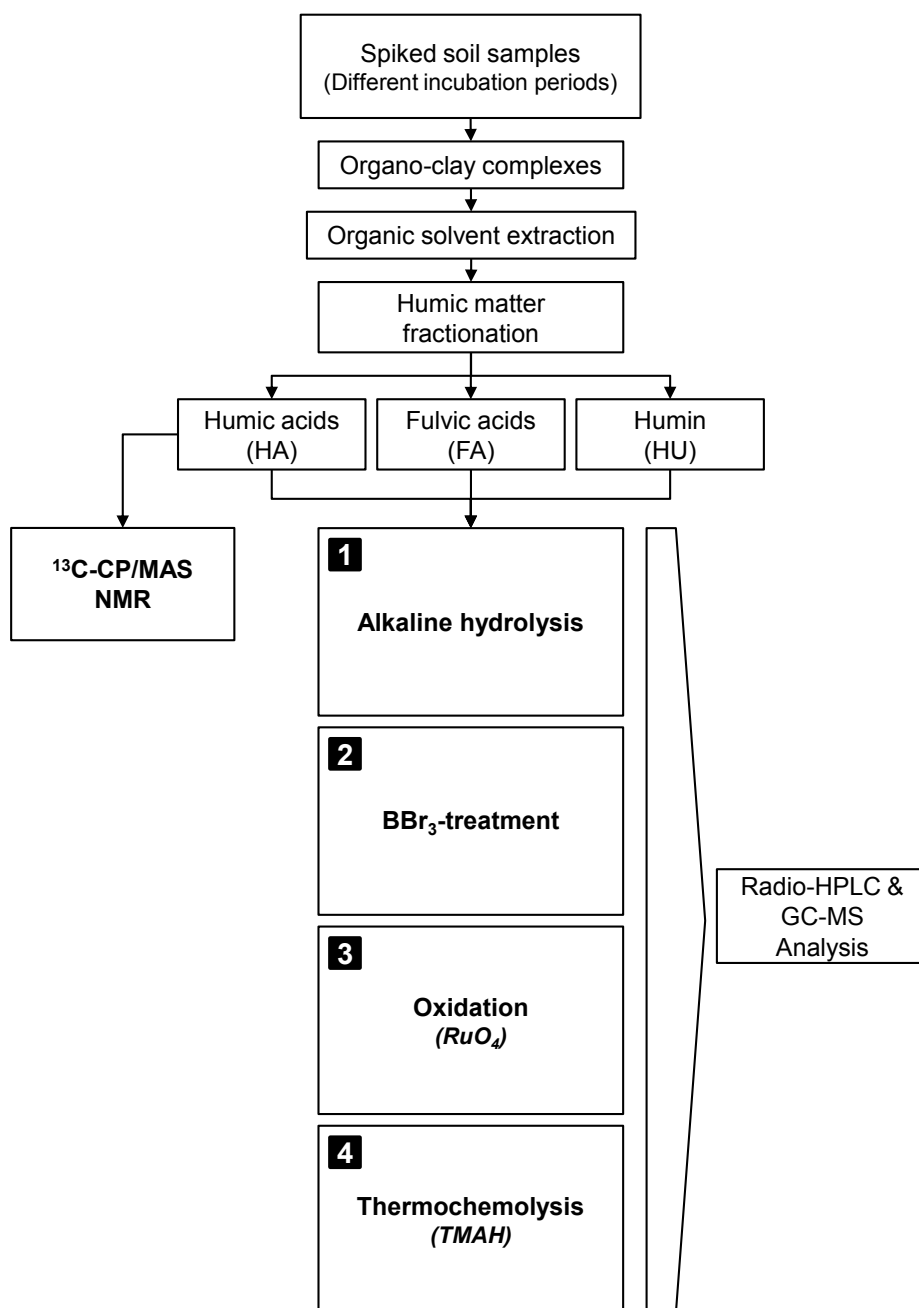 Spiked soil samples
(Different incubation periods)
Organo-clay complexes
Organic solvent extraction
Humic matter
fractionation
Humic acids
(HA)
Fulvic acids
(FA)
Humin
(HU)
¹³C-CP/MAS
NMR
1
Alkaline hydrolysis
2
BBr₃-treatment
3
Oxidation
(RuO₄)
4
Thermochemolysis
(TMAH)
Radio-HPLC &
GC-MS
Analysis